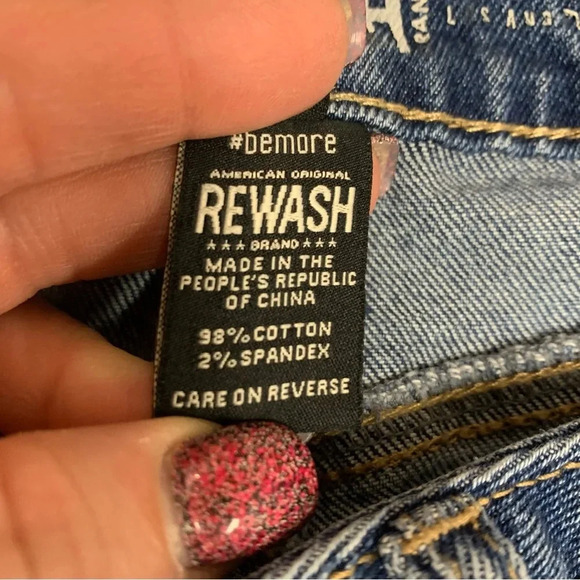 #bemore
AMERICAN ORIGINAL
REWASH
★★★ BRAND ★★★
MADE IN THE
PEOPLE'S REPUBLIC
OF CHINA
98% COTTON
2% SPANDEX
CARE ON REVERSE